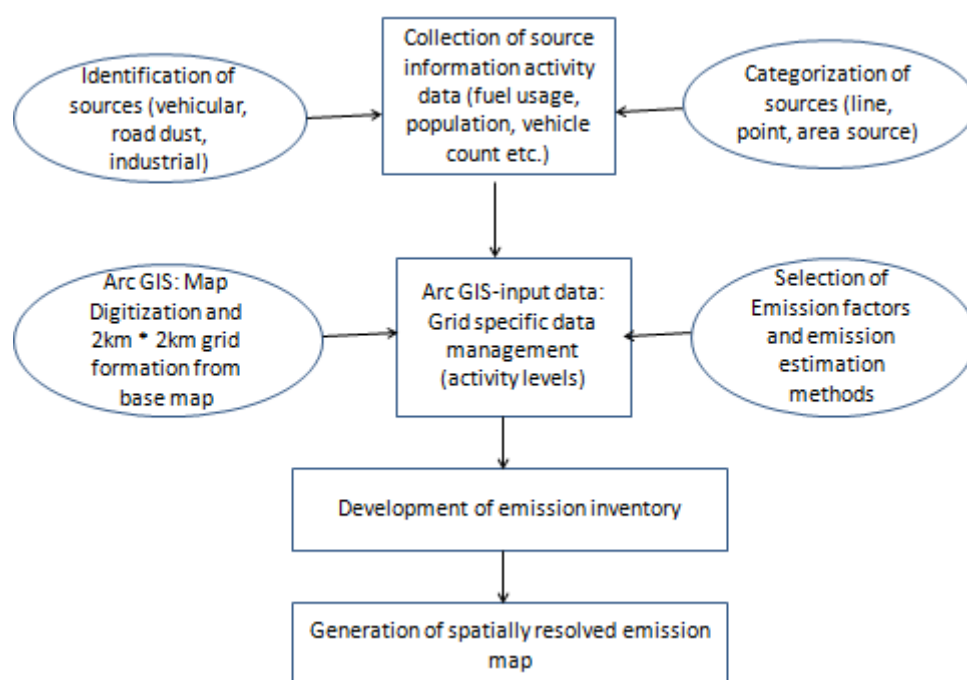 Identification of
sources (vehicular,
road dust,
industrial)
Collection of source
information activity
data (fuel usage,
population, vehicle
count etc.)
Categorization of
sources (line,
point, area source)
Arc GIS: Map
Digitization and
2km * 2km grid
formation from
base map
Arc GIS-input data:
Grid specific data
management
(activity levels)
Selection of
Emission factors
and emission
estimation
methods
Development of emission inventory
Generation of spatially resolved emission
map